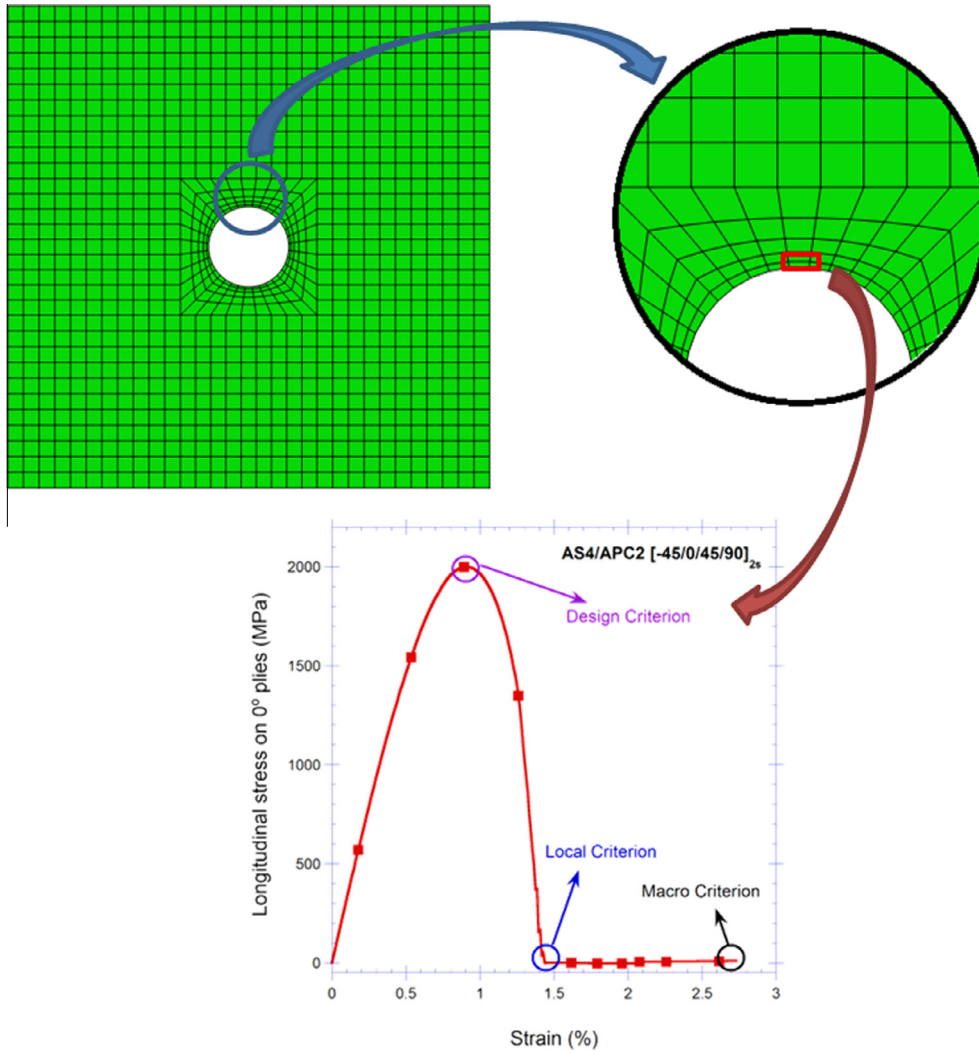 AS4/APC2 [-45/0/45/90]2s
Design Criterion
Local Criterion
Macro Criterion
Longitudinal stress on 0º plies (MPa)
2000
1500
1000
500
0
0 0.5 1 1.5 2 2.5 3
Strain (%)